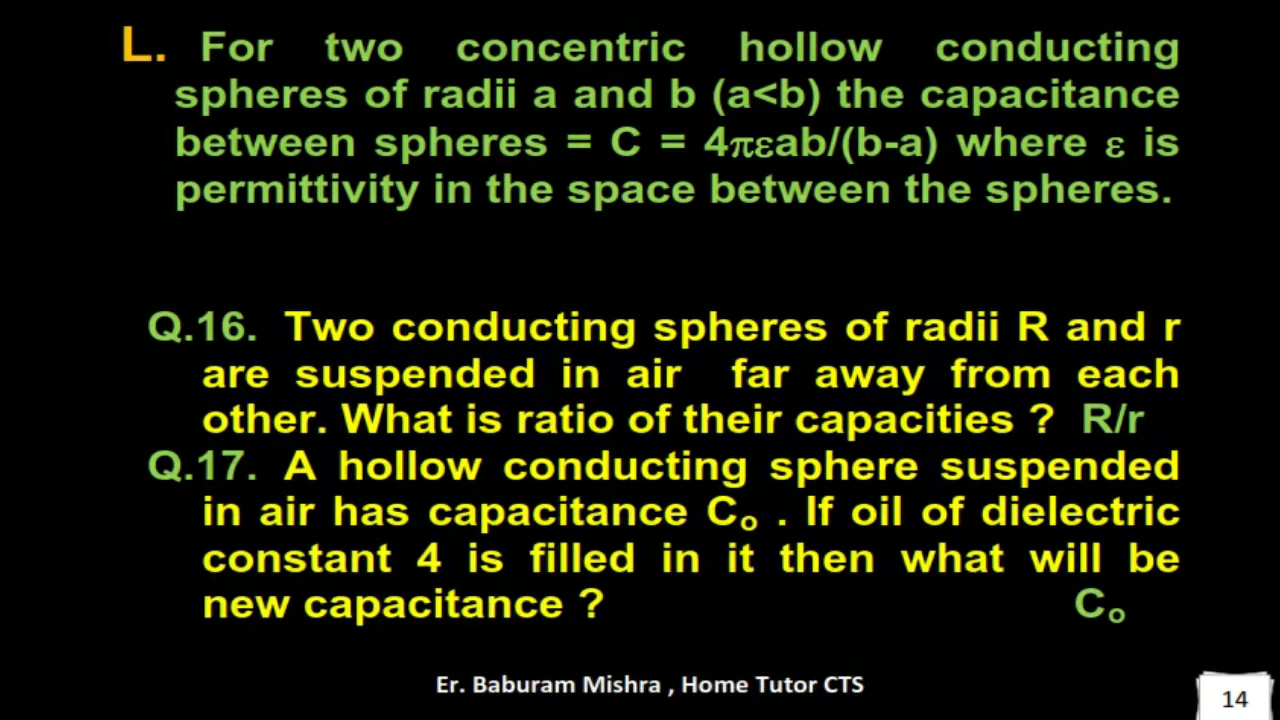 L. For two concentric hollow conducting
spheres of radii a and b (a<b) the capacitance
between spheres = C = 4πεab/(b-a) where ε is
permittivity in the space between the spheres.
Q.16. Two conducting spheres of radii R and r
are suspended in air far away from each
other. What is ratio of their capacities ? R/r
Q.17. A hollow conducting sphere suspended
in air has capacitance Cₒ . If oil of dielectric
constant 4 is filled in it then what will be
new capacitance ? Cₒ
Er. Baburam Mishra , Home Tutor CTS
14